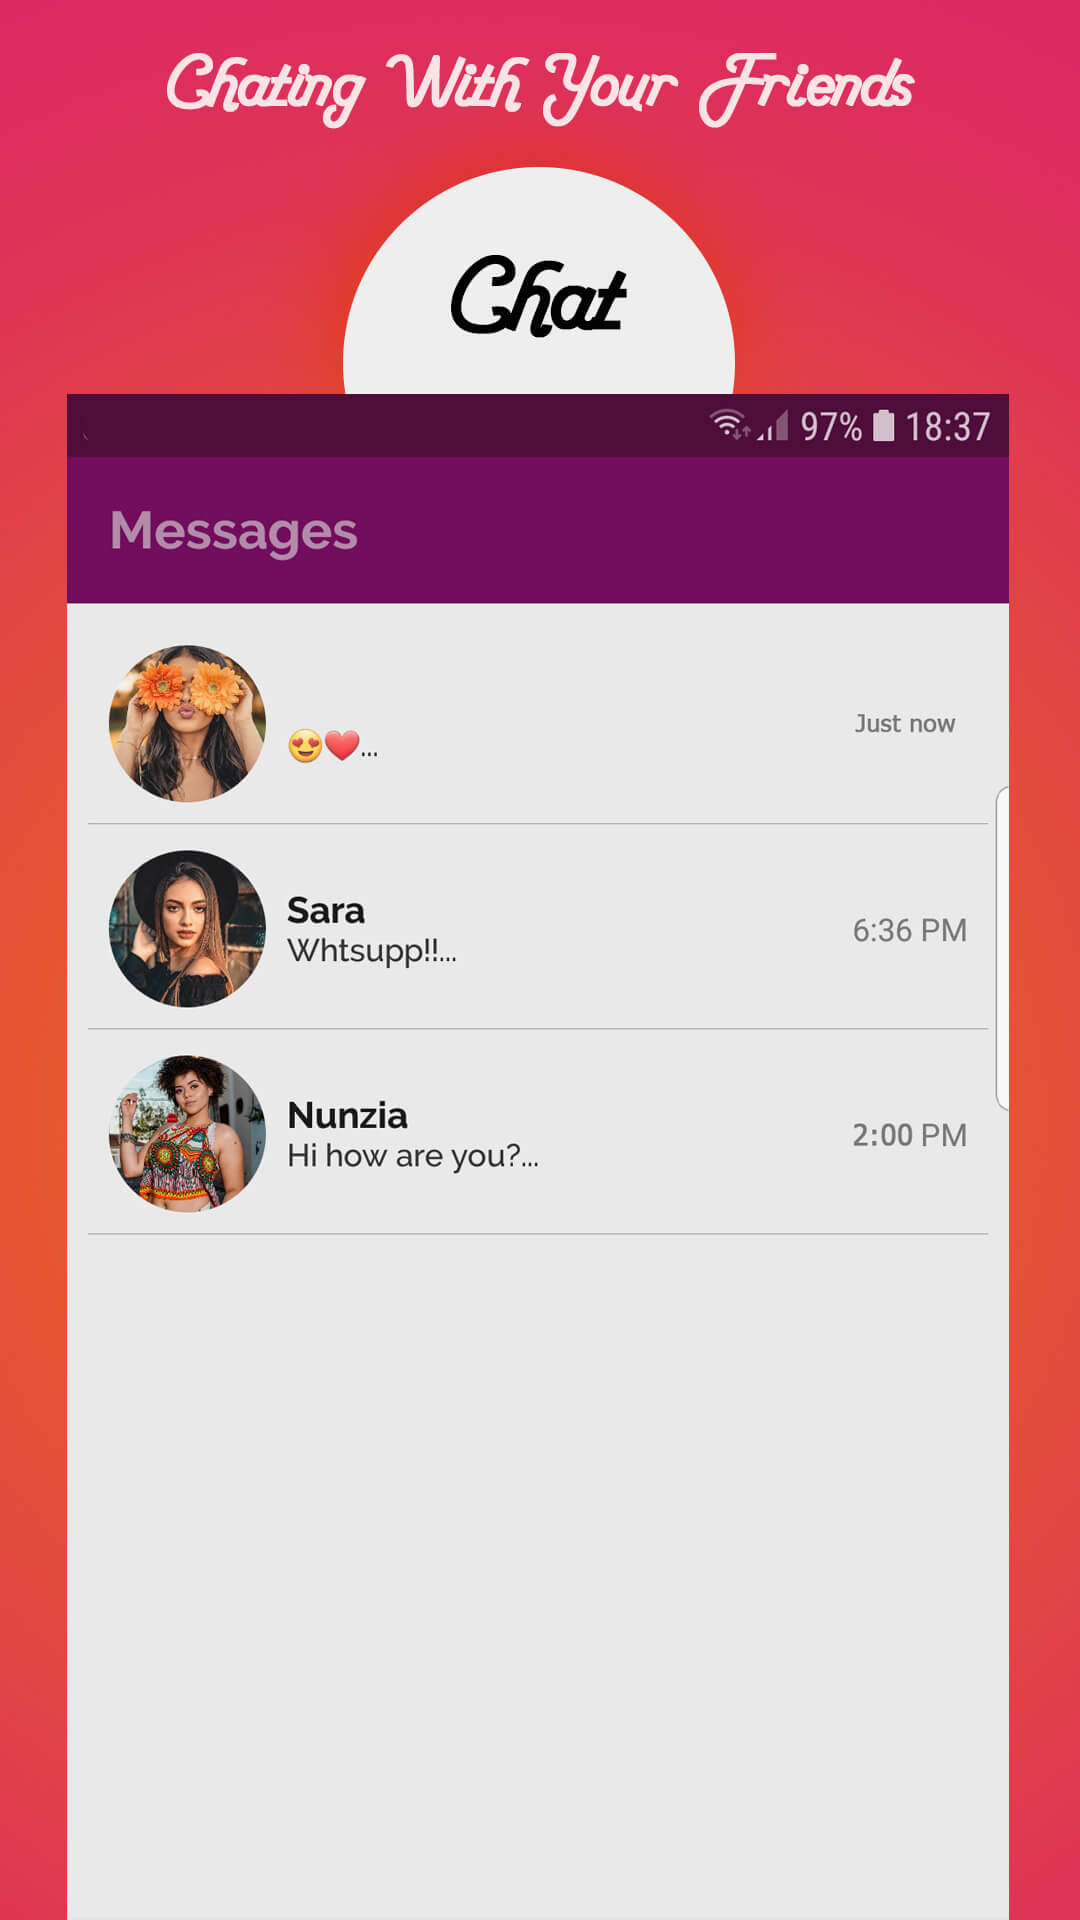 Chating With Your Friends
Chat
97% 18:37
Messages
😍❤️...
Just now
Sara
Whtsupp!!...
6:36 PM
Nunzia
Hi how are you?...
2:00 PM